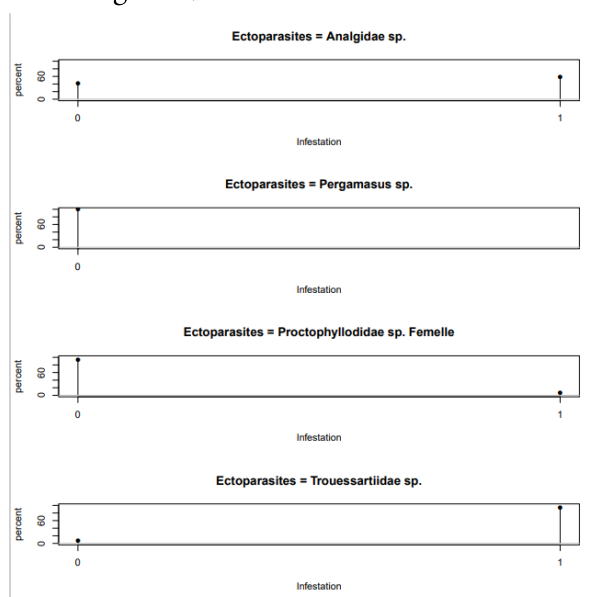 Ectoparasites = Analgidae sp.
percent
0 60
0 1
Infestation
Ectoparasites = Pergamasus sp.
percent
0 60
0
Infestation
Ectoparasites = Proctophyllodidae sp. Femelle
percent
0 60
0 1
Infestation
Ectoparasites = Trouessartiidae sp.
percent
0 60
0 1
Infestation